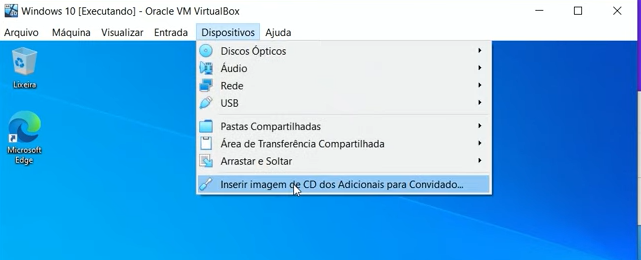 Windows 10 [Executando] - Oracle VM VirtualBox
Arquivo Máquina Visualizar Entrada Dispositivos Ajuda
Discos Ópticos
Áudio
Rede
USB
Pastas Compartilhadas
Área de Transferência Compartilhada
Arrastar e Soltar
Inserir imagem de CD dos Adicionais para Convidado...
Lixeira
Microsoft
Edge